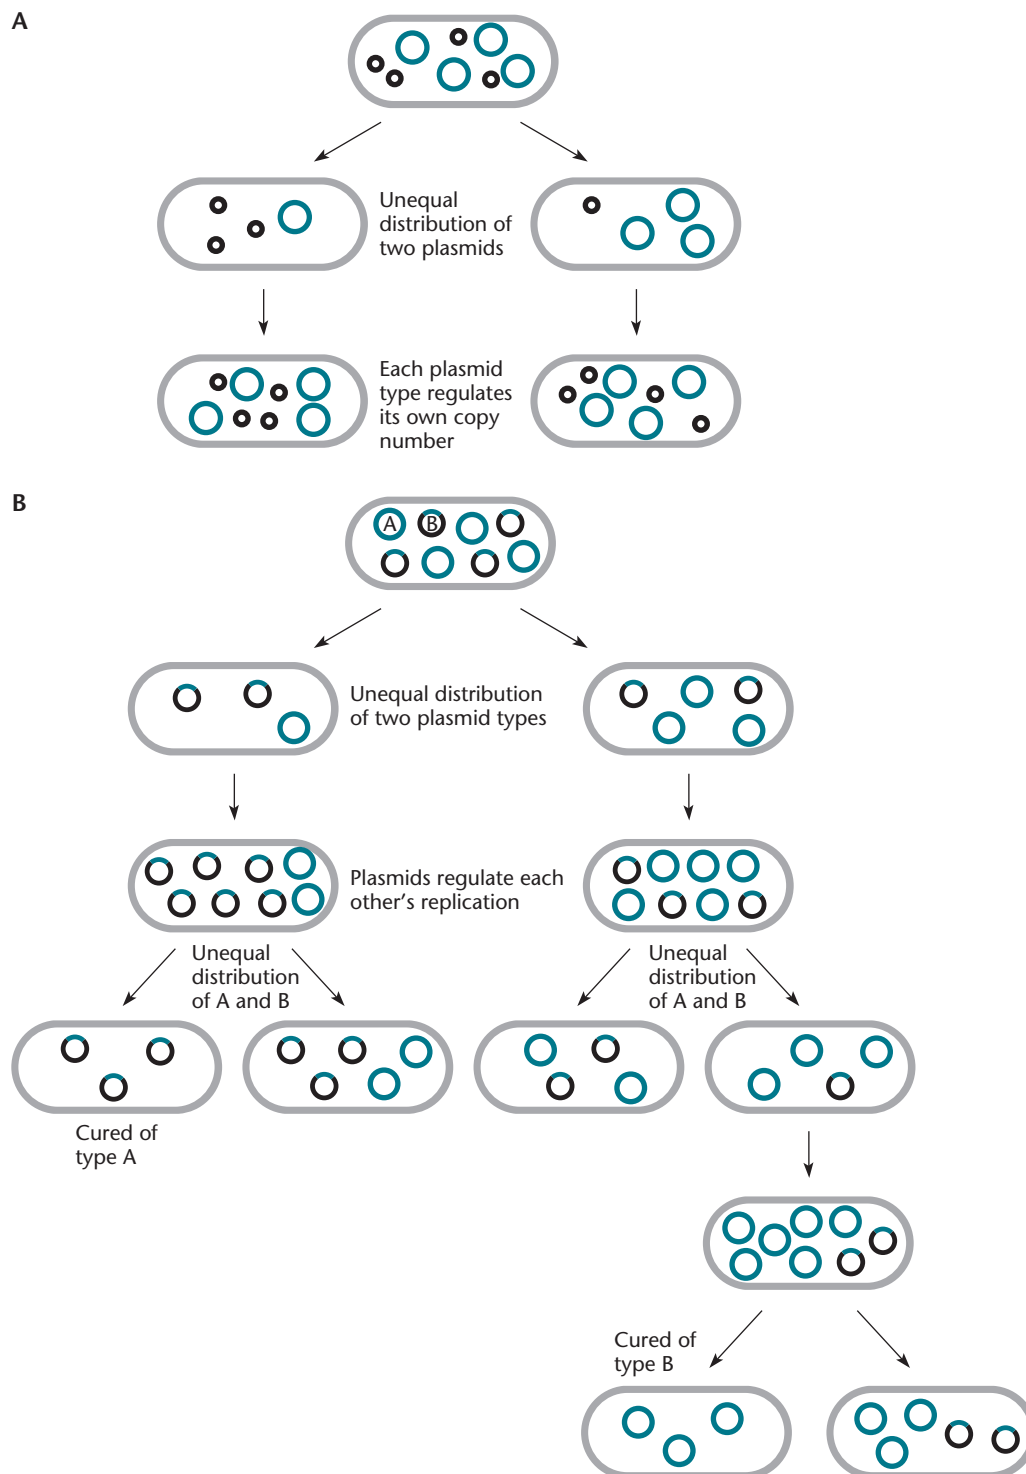 A
Unequal
distribution of
two plasmids
Each plasmid
type regulates
its own copy
number
B
A
B
Unequal distribution
of two plasmid types
Plasmids regulate each
other’s replication
Unequal
distribution
of A and B
Unequal
distribution
of A and B
Cured of
type A
Cured of
type B